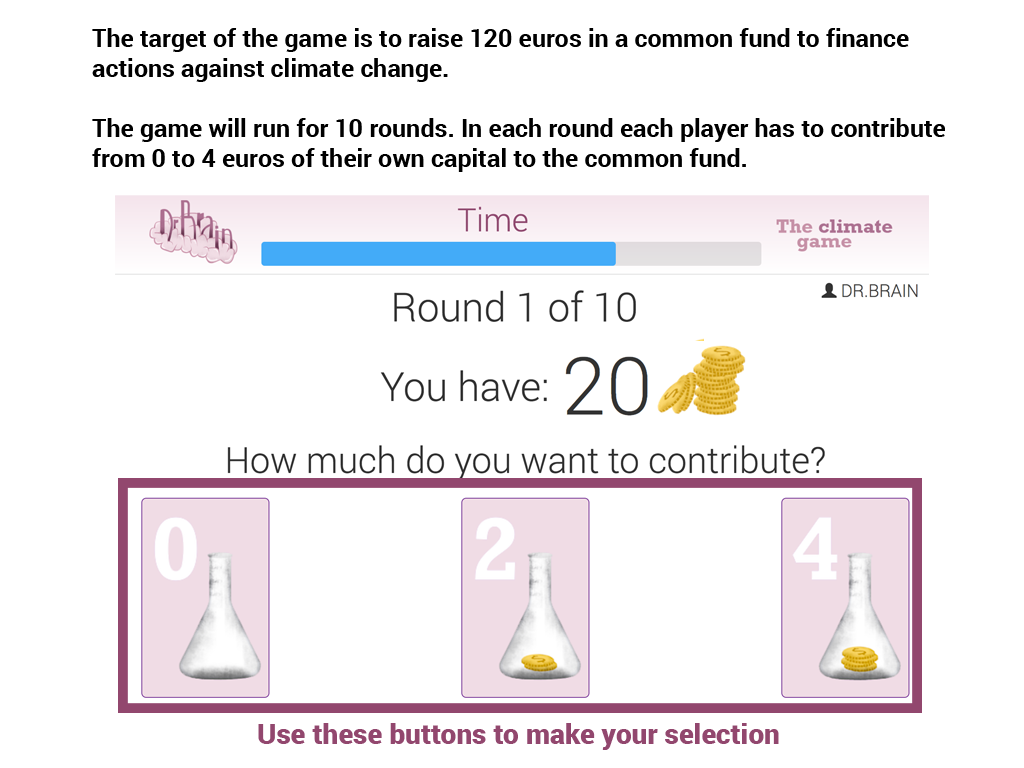 The target of the game is to raise 120 euros in a common fund to finance
actions against climate change.
The game will run for 10 rounds. In each round each player has to contribute
from 0 to 4 euros of their own capital to the common fund.
Dr.Brain
Time
The climate
game
DR.BRAIN
Round 1 of 10
You have: 20
How much do you want to contribute?
0 2 4
Use these buttons to make your selection